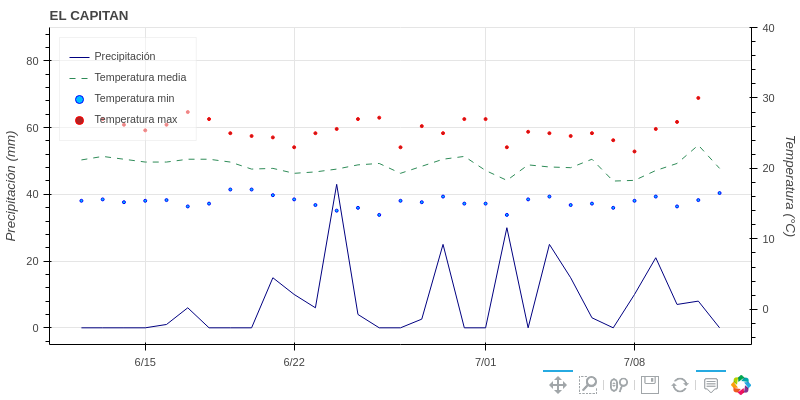 EL CAPITAN
Precipitación
Temperatura media
Temperatura min
Temperatura max
Precipitación (mm)
80
60
40
20
0
40
30
20
10
0
Temperatura (°C)
6/15
6/22
7/01
7/08